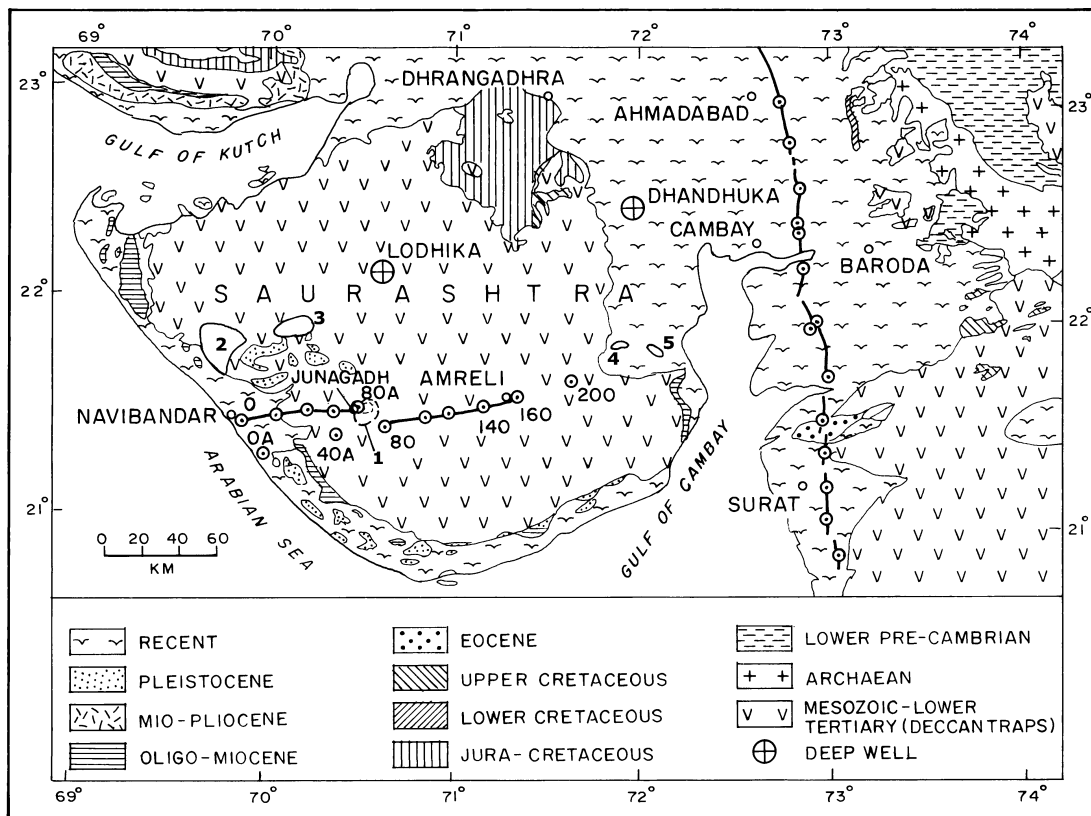 69° 70° 71° 72° 73° 74°
23° 23°
DHRANGADHRA
AHMADABAD
GULF OF KUTCH
DHANDHUKA
CAMBAY
LODHIKA
BARODA
22° 22°
SAURASHTRA
3
2
4 5
JUNAGADH
80A
AMRELI
200
NAVIBANDAR
0
160
140
80
0A
40A
1
ARABIAN SEA
GULF OF CAMBAY
SURAT
21° 21°
0 20 40 60
KM
RECENT
PLEISTOCENE
MIO-PLIOCENE
OLIGO-MIOCENE
EOCENE
UPPER CRETACEOUS
LOWER CRETACEOUS
JURA-CRETACEOUS
LOWER PRE-CAMBRIAN
ARCHAEAN
MESOZOIC-LOWER
TERTIARY (DECCAN TRAPS)
DEEP WELL
69° 70° 71° 72° 73° 74°